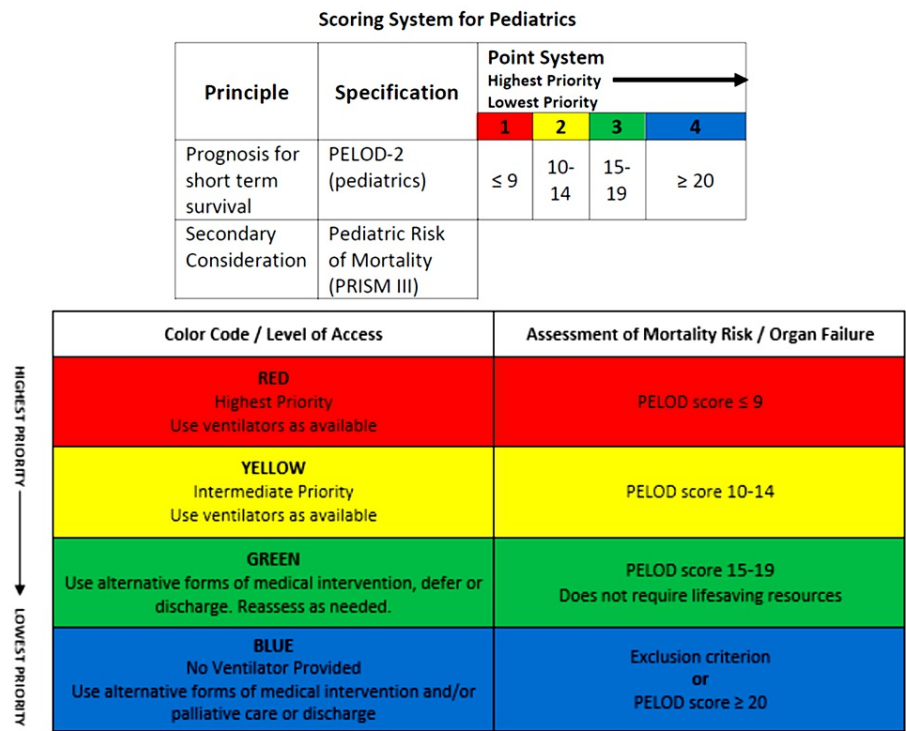 Scoring System for Pediatrics
Principle
Specification
Point System
Highest Priority
Lowest Priority
1
2
3
4
Prognosis for
short term
survival
PELOD-2
(pediatrics)
≤ 9
10-
14
15-
19
≥ 20
Secondary
Consideration
Pediatric Risk
of Mortality
(PRISM III)
HIGHEST PRIORITY
LOWEST PRIORITY
Color Code / Level of Access
Assessment of Mortality Risk / Organ Failure
RED
Highest Priority
Use ventilators as available
PELOD score ≤ 9
YELLOW
Intermediate Priority
Use ventilators as available
PELOD score 10-14
GREEN
Use alternative forms of medical intervention, defer or
discharge. Reassess as needed.
PELOD score 15-19
Does not require lifesaving resources
BLUE
No Ventilator Provided
Use alternative forms of medical intervention and/or
palliative care or discharge
Exclusion criterion
or
PELOD score ≥ 20